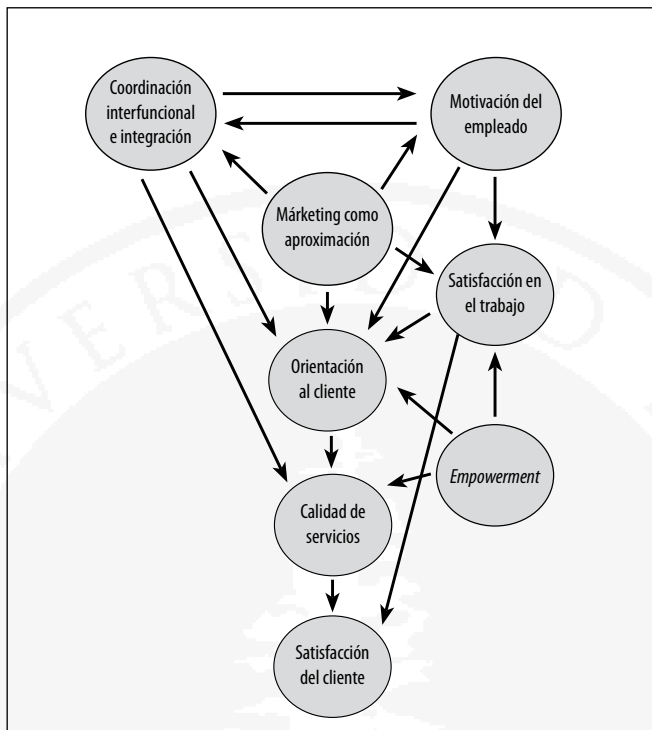 Coordinación
interfuncional
e integración
Motivación del
empleado
Márketing como
aproximación
Satisfacción en
el trabajo
Orientación
al cliente
Empowerment
Calidad de
servicios
Satisfacción
del cliente